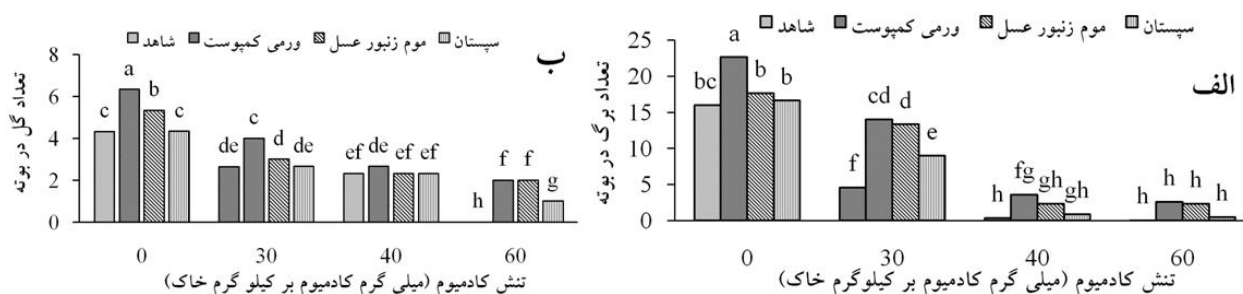 الف
شاهد ورمی کمپوست موم زنبور عسل سپستان
تعداد برگ در بوته
25
20
15
10
5
0
bc a b b
f cd d e
h fg gh gh
h h h h
0 30 40 60
تنش کادمیوم (میلی گرم کادمیوم بر کیلوگرم خاک)
ب
شاهد ورمی کمپوست موم زنبور عسل سپستان
تعداد گل در بوته
8
6
4
2
0
c a b c
de c d de
ef de ef ef
h f f g
0 30 40 60
تنش کادمیوم (میلی گرم کادمیوم بر کیلو گرم خاک)